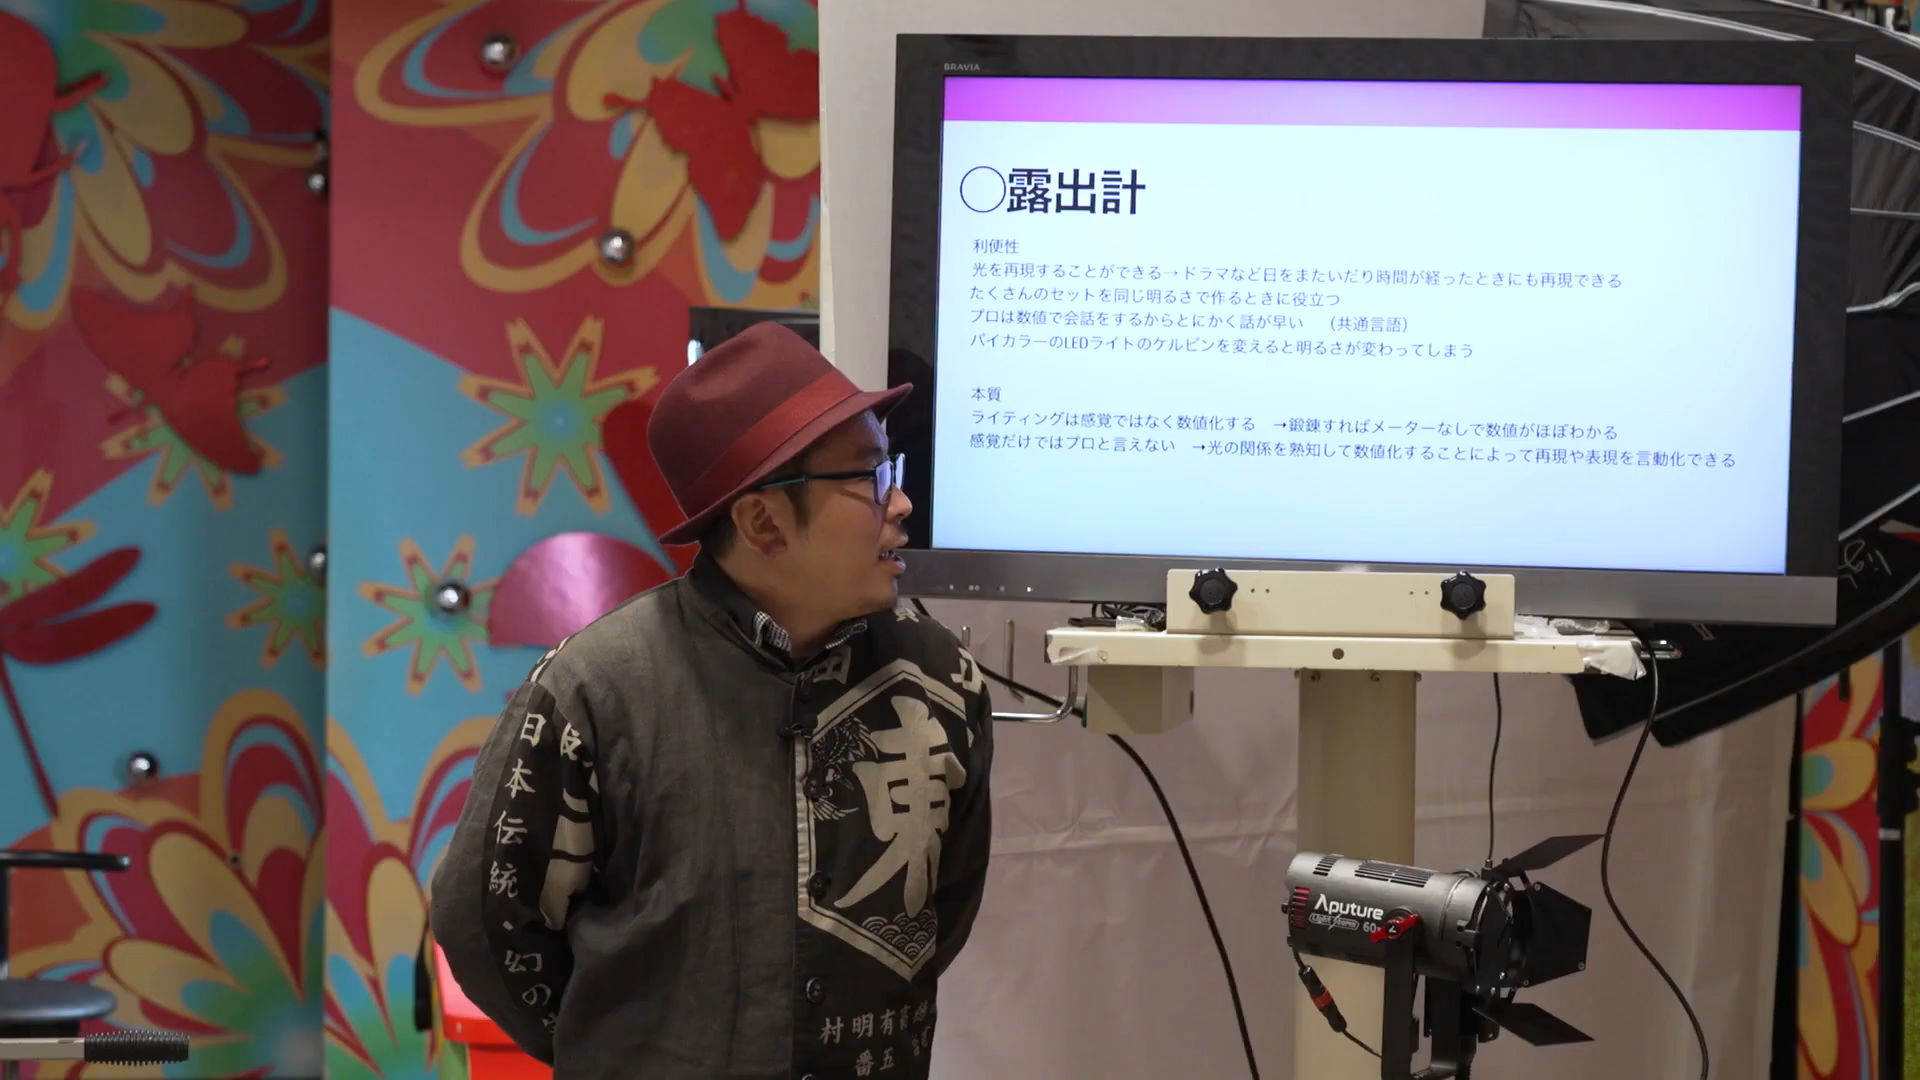 BRAVIA
◯露出計
利便性
光を再現することができる→ドラマなど日をまたいだり時間が経ったときにも再現できる
たくさんのセットを同じ明るさで作るときに役立つ
プロは数値で会話をするからとにかく話が早い （共通言語）
バイカラーのLEDライトのケルビンを変えると明るさが変わってしまう
本質
ライティングは感覚ではなく数値化する →鍛錬すればメーターなしで数値がほぼわかる
感覚だけではプロと言えない →光の関係を熟知して数値化することによって再現や表現を言動化できる
日本伝統・幻の
東
村明有
番五
Aputure
Light Storm
60x